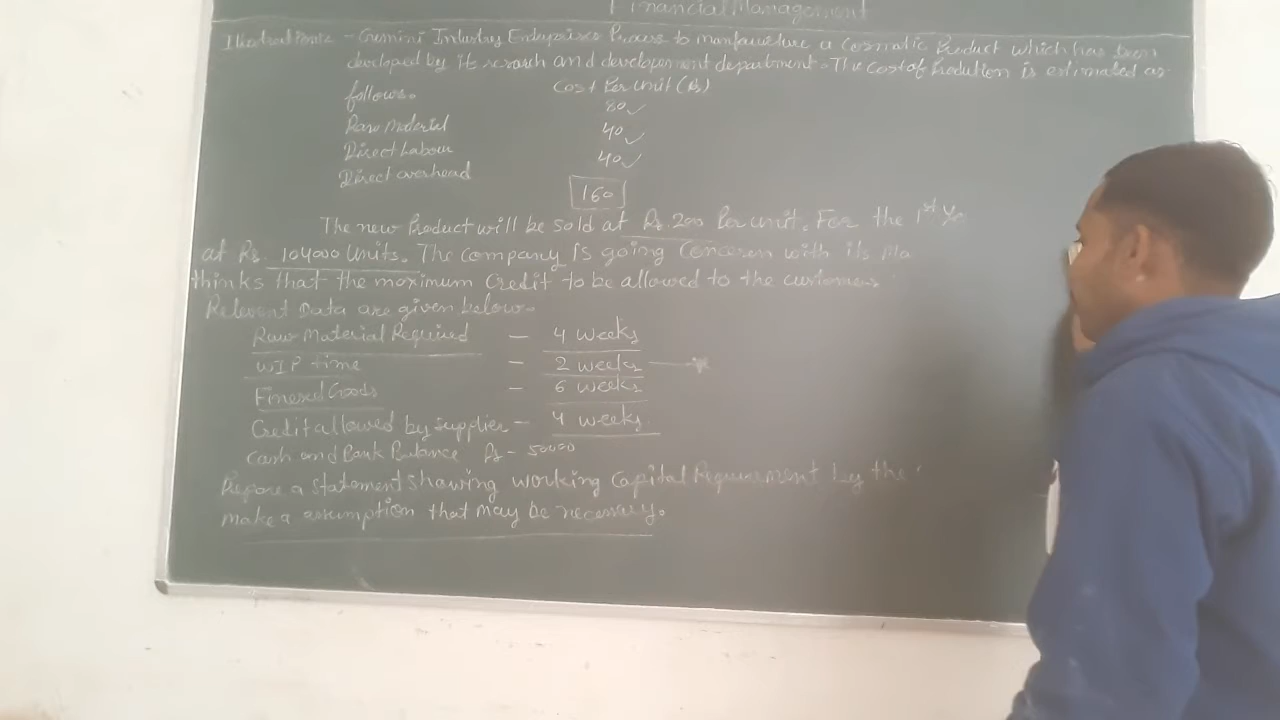 Financial Management
Illustration - Gemini Industry Enterprises Process to manfacuture a Cosmatic Product which has been
developed by its research and development department. The Cost of Prodution is estimated as
follows. Cost Per unit (Rs)
Raw Material 80
Direct Labour 40
Direct overhead 40
160
The new Product will be sold at Rs. 200 Per unit. For the 1st
at Rs. 104000 Units. The company is going concern with its
thinks that the maximum Credit to be allowed to the customers
Relevent Data are given below-
Raw Material Required - 4 weeks
WIP time - 2 weeks
Finesed Goods - 6 weeks
Credit allowed by supplier - 4 weeks.
Cash and Bank Balance Rs - 50000
Prepare a statement showing working Capital Requirement by the
make a assumption that may be necessary.